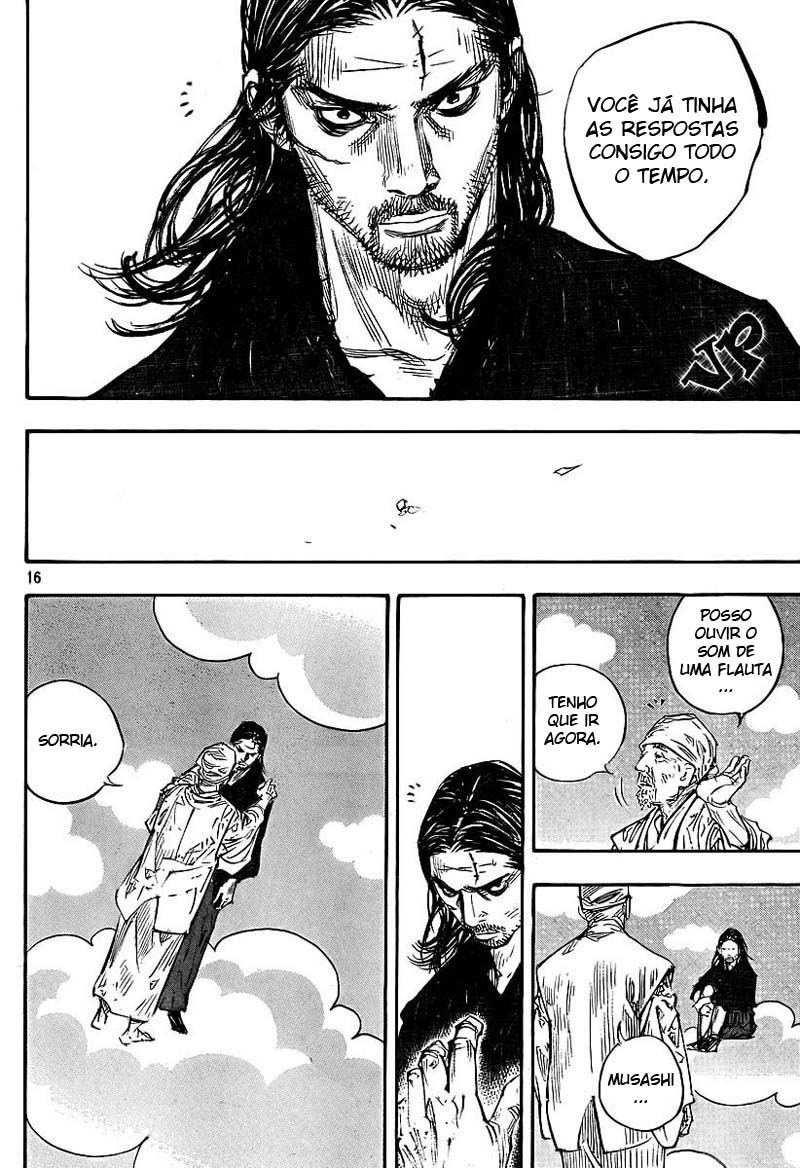 VOCÊ JÁ TINHA
AS RESPOSTAS
CONSIGO TODO
O TEMPO.
VP
16
POSSO
OUVIR O
SOM DE
UMA FLAUTA
...
TENHO
QUE IR
AGORA.
MUSASHI
...
SORRIA.